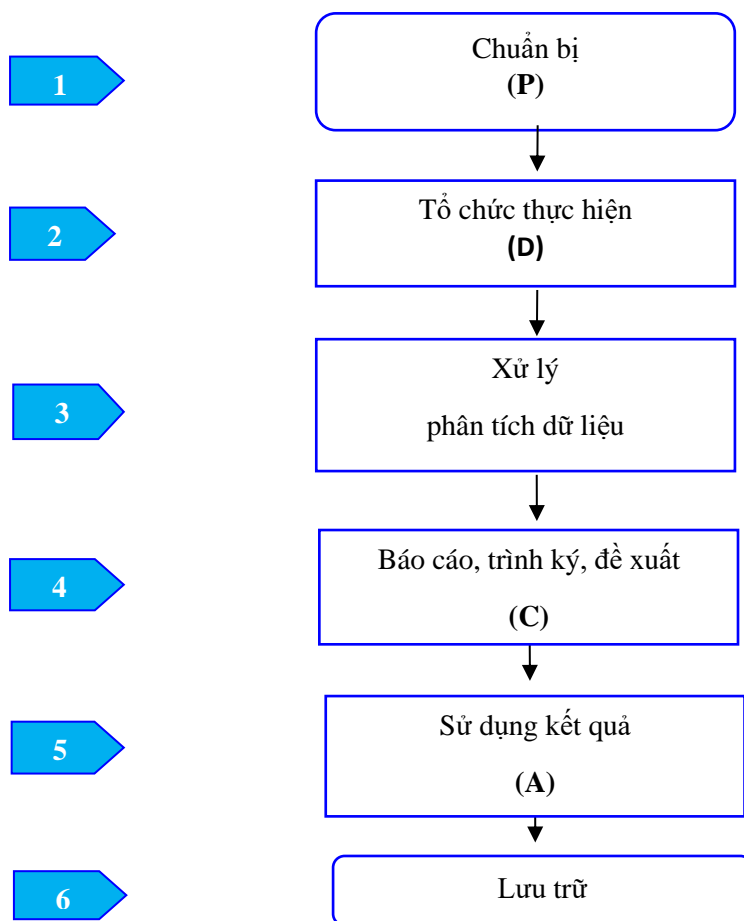 1
Chuẩn bị
(P)
2
Tổ chức thực hiện
(D)
3
Xử lý
phân tích dữ liệu
4
Báo cáo, trình ký, đề xuất
(C)
5
Sử dụng kết quả
(A)
6
Lưu trữ